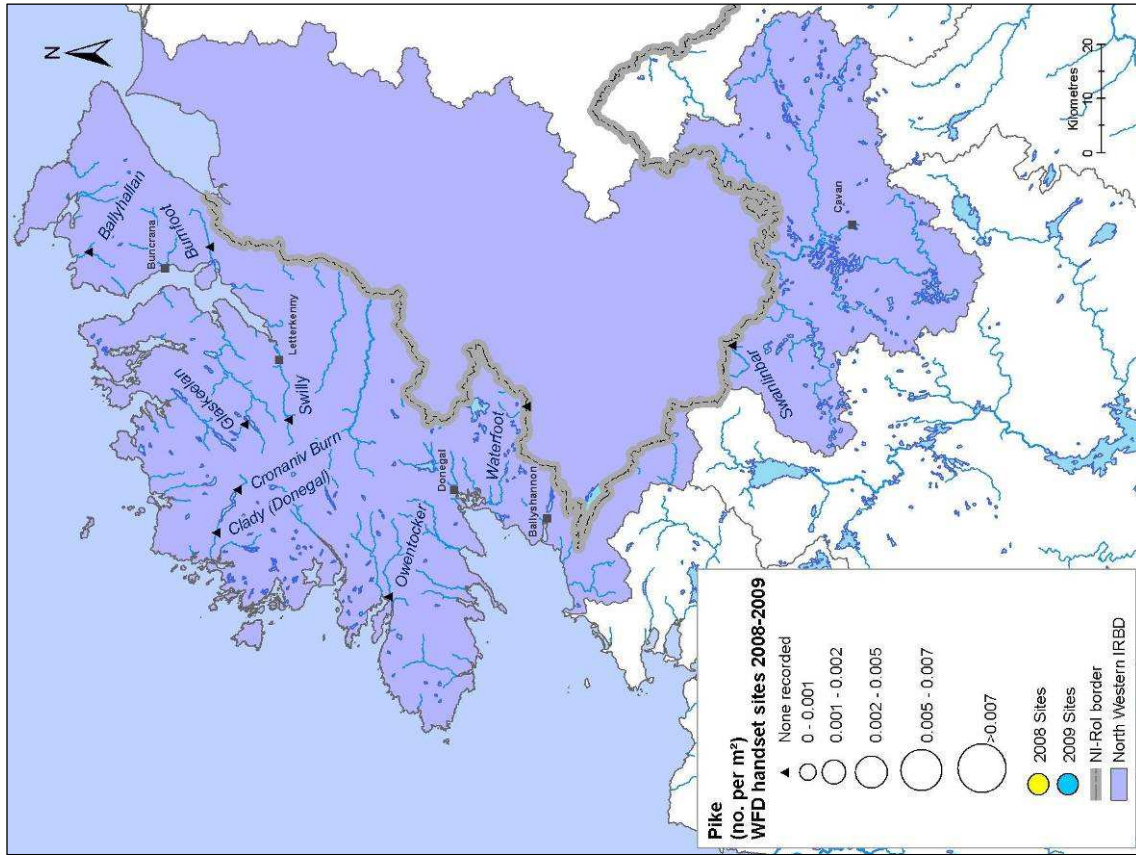 N
Ballyhallan
Buncrana
Burnfoot
Glaskeelan
Letterkenny
Swilly
Cronaniv Burn
Clady (Donegal)
Donegal
Waterfoot
Owentocker
Ballyshannon
Swanlinbar
Cavan
Pike
(no. per m²)
WFD handset sites 2008-2009
None recorded
0 - 0.001
0.001 - 0.002
0.002 - 0.005
0.005 - 0.007
>0.007
2008 Sites
2009 Sites
NI-RoI border
North Western IRBD
Kilometres
0 10 20